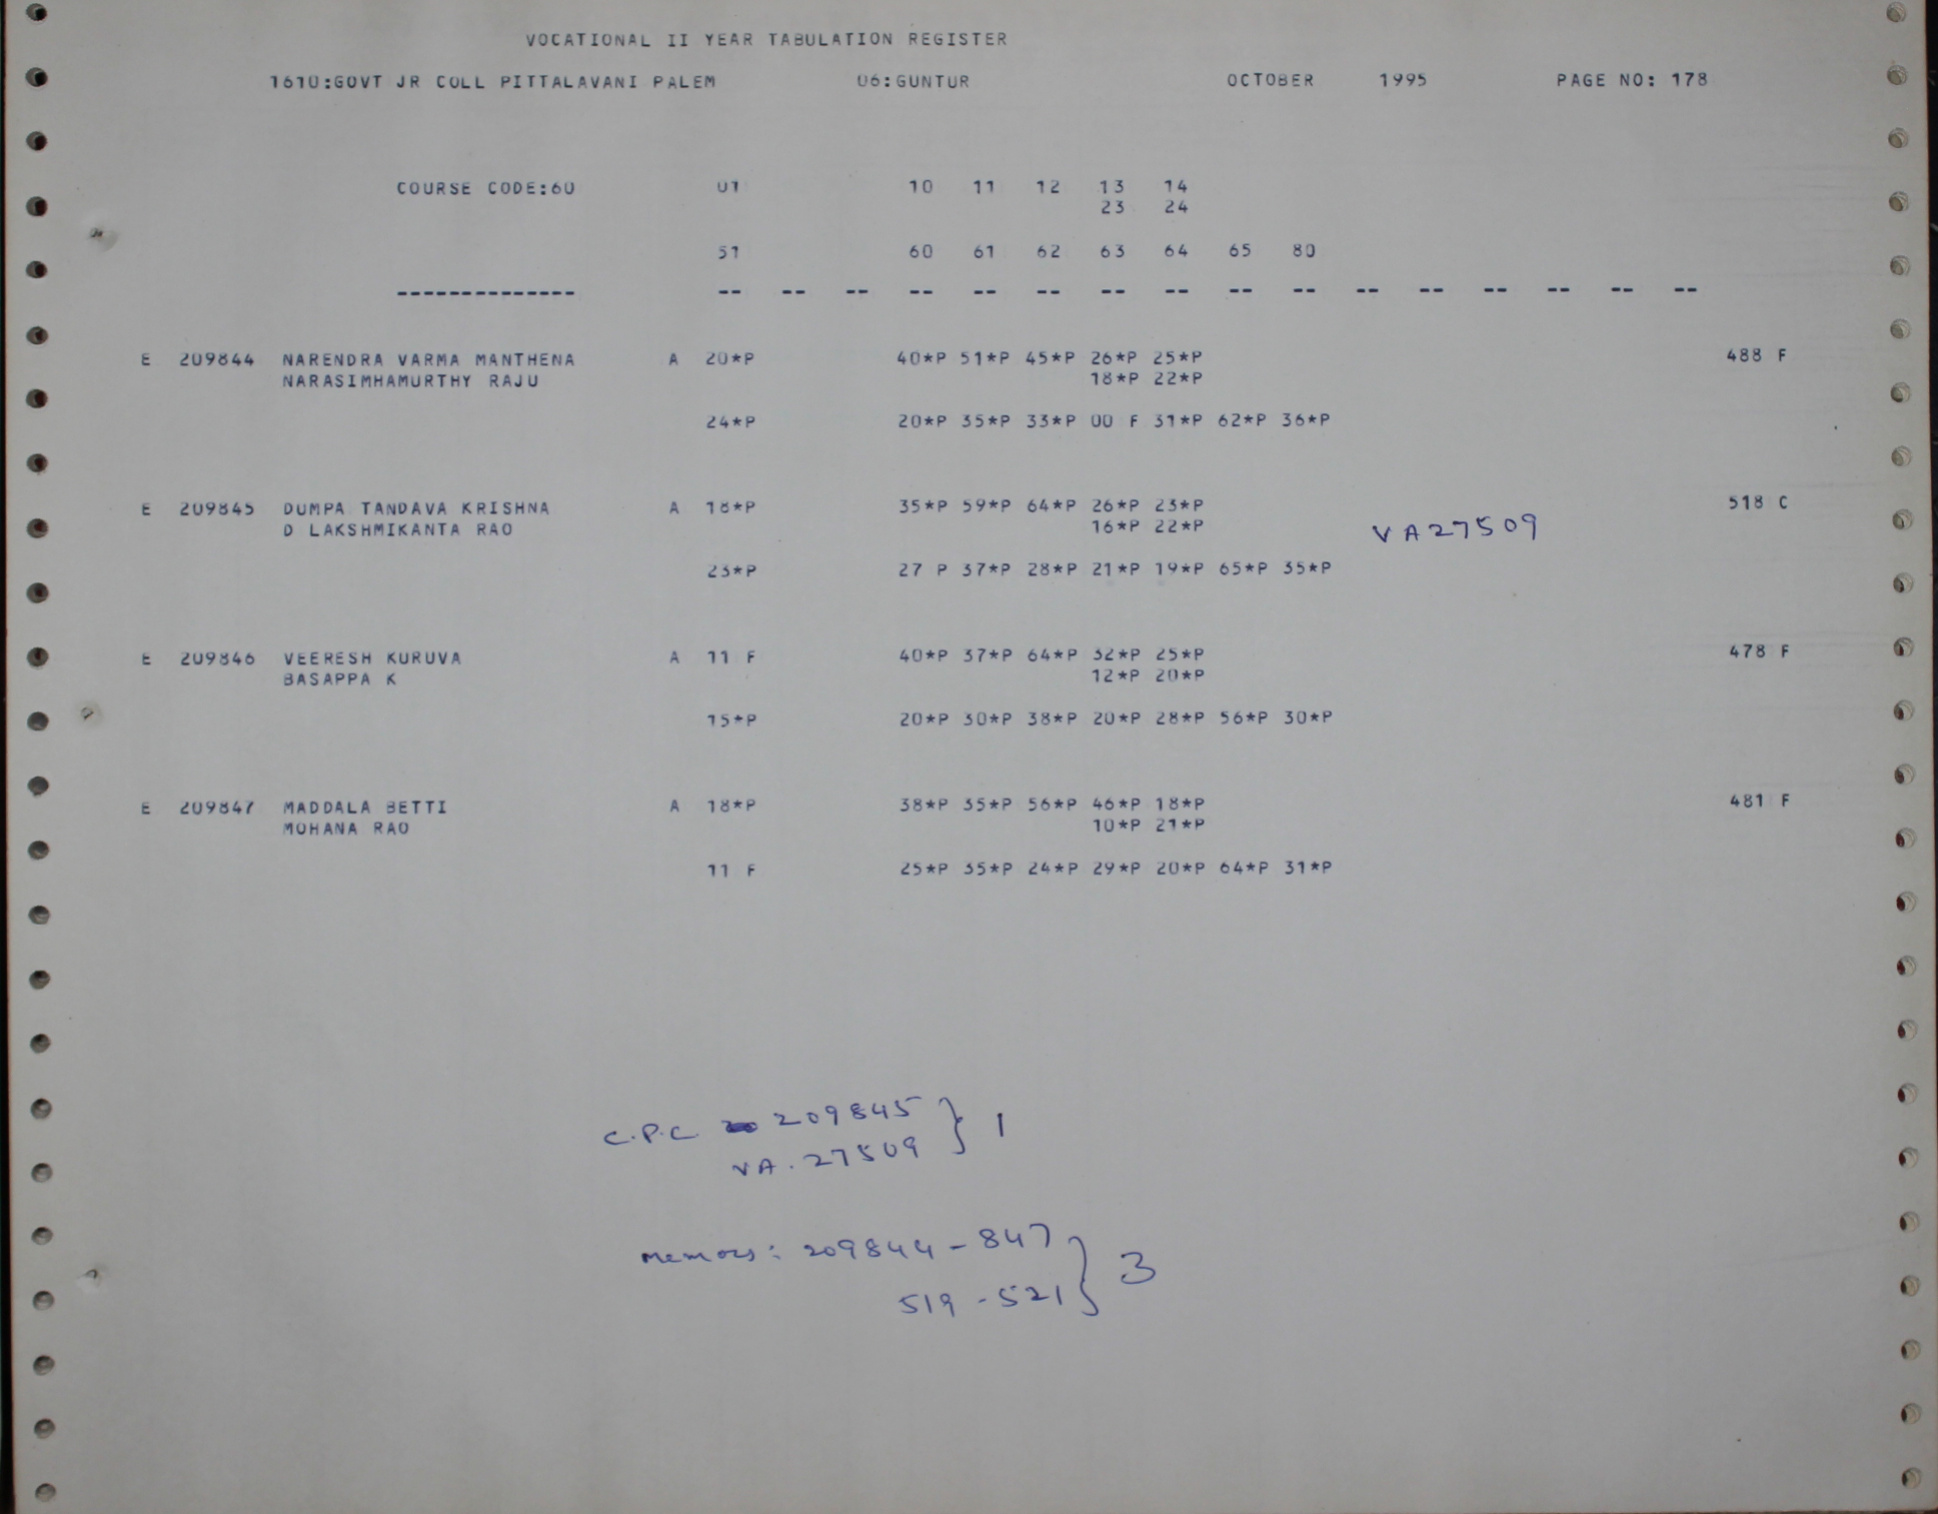 VOCATIONAL II YEAR TABULATION REGISTER
1610:GOVT JR COLL PITTALAVANI PALEM 06:GUNTUR OCTOBER 1995 PAGE NO: 178
COURSE CODE:60 01 10 11 12 13 14
23 24
51 60 61 62 63 64 65 80
-------------- -- -- -- -- -- -- -- -- -- -- -- -- -- -- -- --
E 209844 NARENDRA VARMA MANTHENA A 20*P 40*P 51*P 45*P 26*P 25*P 488 F
NARASIMHAMURTHY RAJU 18*P 22*P
24*P 20*P 35*P 33*P 00 F 31*P 62*P 36*P
E 209845 DUMPA TANDAVA KRISHNA A 18*P 35*P 59*P 64*P 26*P 23*P 518 C
D LAKSHMIKANTA RAO 16*P 22*P VA27509
23*P 27 P 37*P 28*P 21*P 19*P 65*P 35*P
E 209846 VEERESH KURUVA A 11 F 40*P 37*P 64*P 32*P 25*P 478 F
BASAPPA K 12*P 20*P
15*P 20*P 30*P 38*P 20*P 28*P 56*P 30*P
E 209847 MADDALA BETTI A 18*P 38*P 35*P 56*P 46*P 18*P 481 F
MOHANA RAO 10*P 21*P
11 F 25*P 35*P 24*P 29*P 20*P 64*P 31*P
C.P.C. 209845 } 1
VA. 27509
Memos: 209844 - 847 } 3
519 - 521